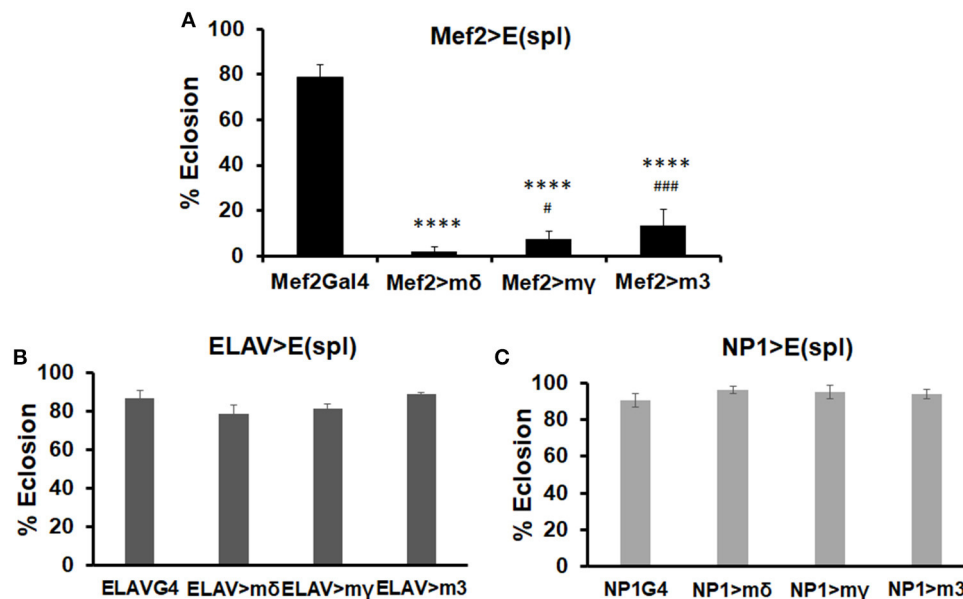 A
Mef2>E(spl)
% Eclosion
100
80
60
40
20
0
****
****
#
****
###
Mef2Gal4 Mef2>mδ Mef2>mγ Mef2>m3
B
ELAV>E(spl)
% Eclosion
100
80
60
40
20
0
ELAVG4 ELAV>mδ ELAV>mγ ELAV>m3
C
NP1>E(spl)
% Eclosion
100
80
60
40
20
0
NP1G4 NP1>mδ NP1>mγ NP1>m3